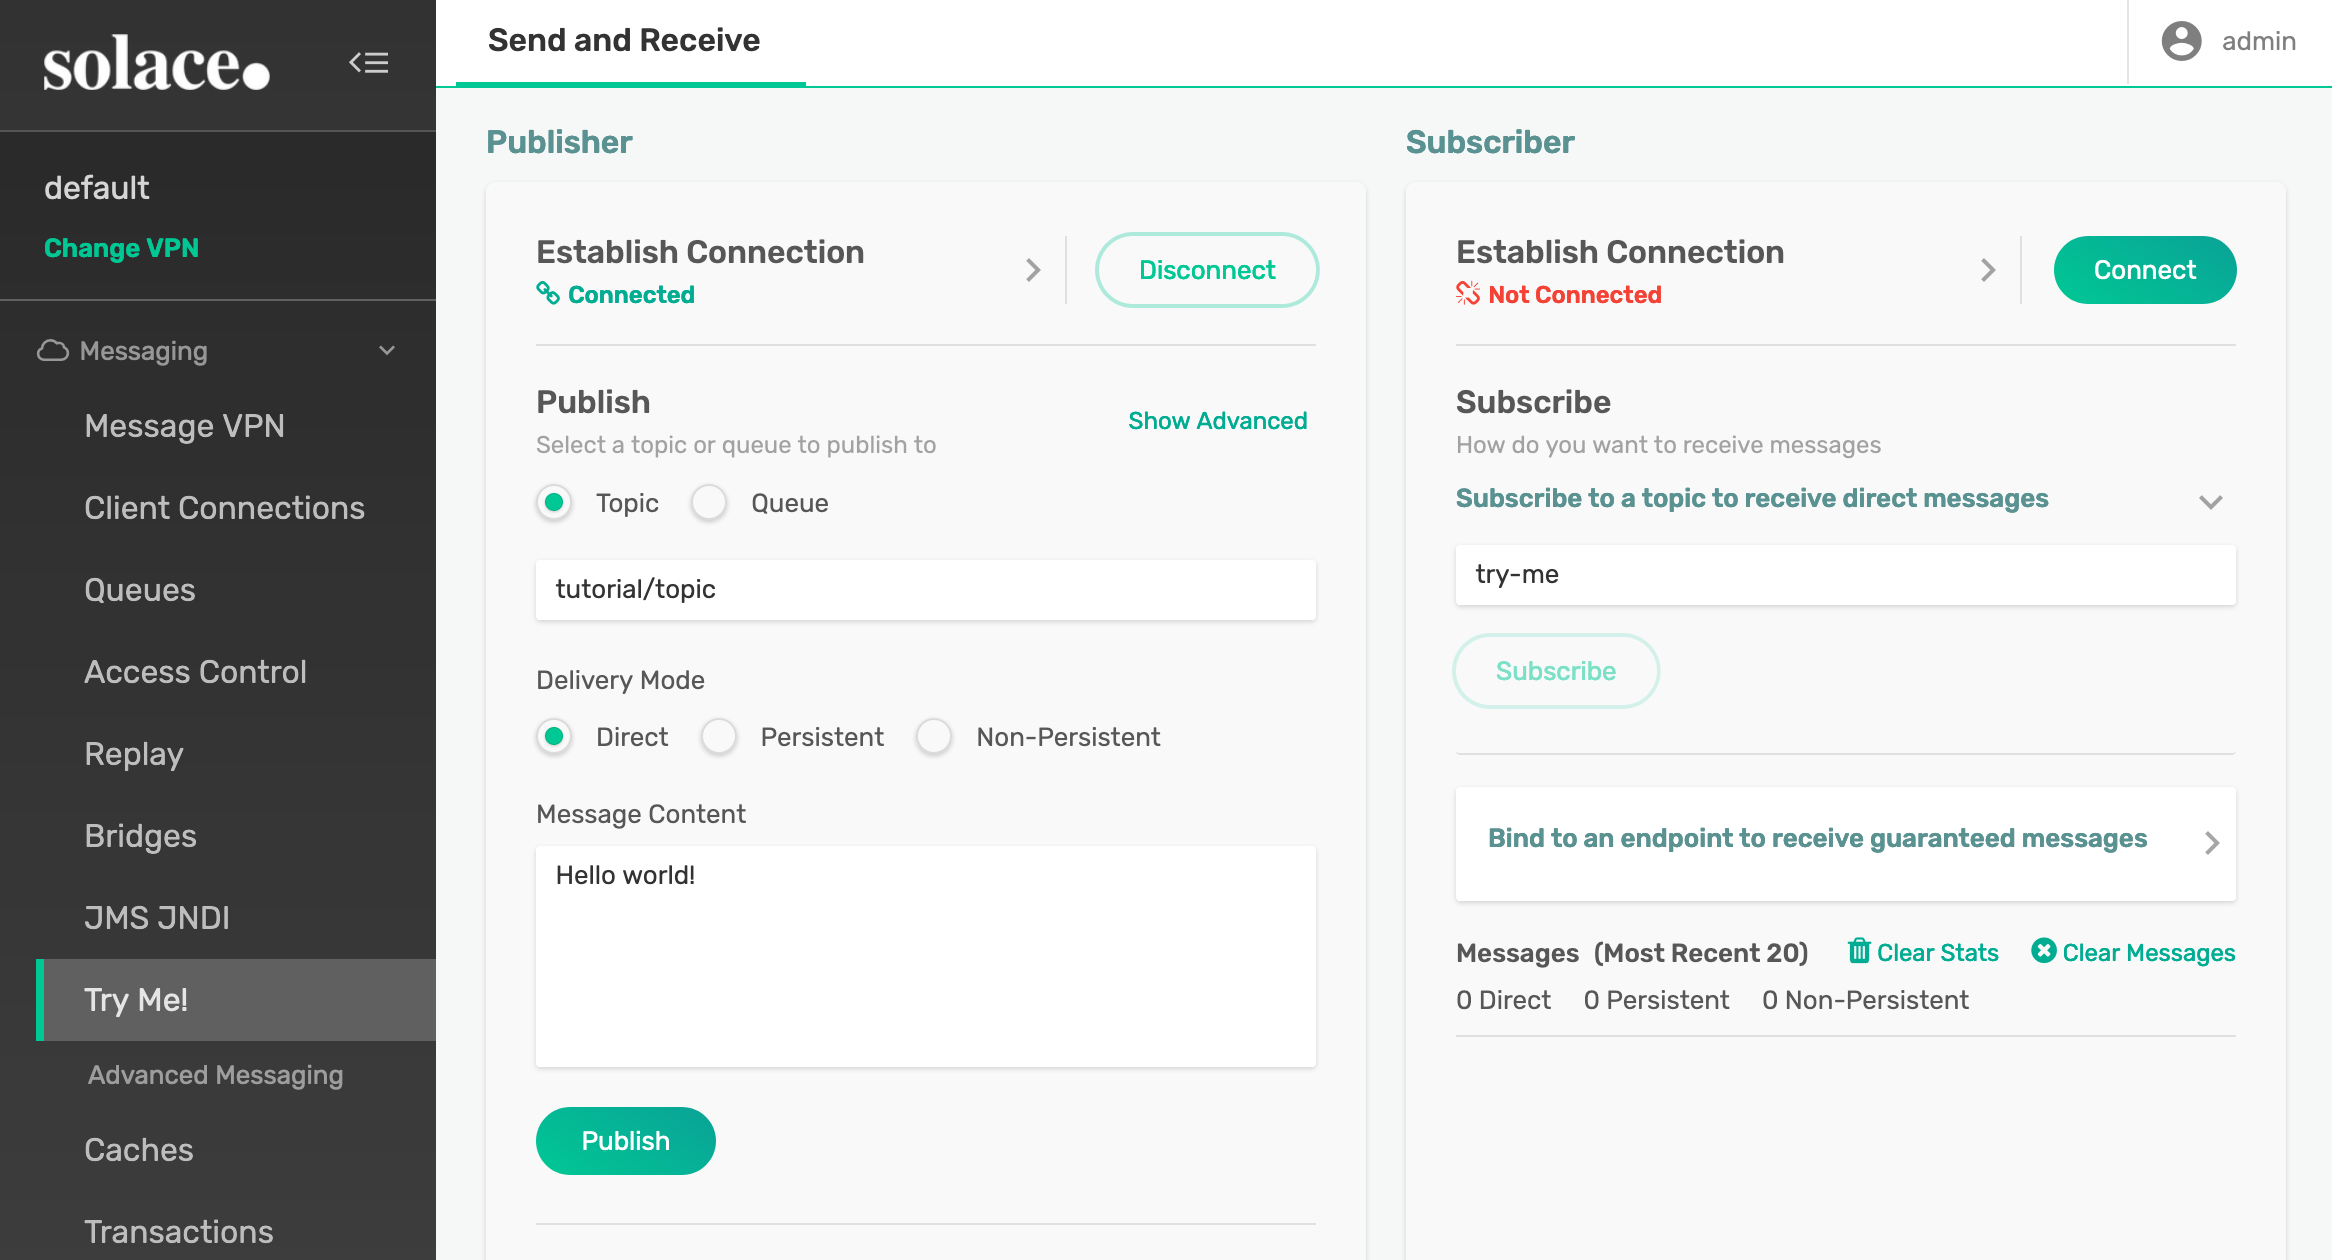 solace.
default
Change VPN
Messaging
Message VPN
Client Connections
Queues
Access Control
Replay
Bridges
JMS JNDI
Try Me!
Advanced Messaging
Caches
Transactions
Send and Receive
admin
Publisher
Establish Connection
Connected
Disconnect
Publish
Select a topic or queue to publish to
Show Advanced
Topic Queue
tutorial/topic
Delivery Mode
Direct Persistent Non-Persistent
Message Content
Hello world!
Publish
Subscriber
Establish Connection
Not Connected
Connect
Subscribe
How do you want to receive messages
Subscribe to a topic to receive direct messages
try-me
Subscribe
Bind to an endpoint to receive guaranteed messages
Messages (Most Recent 20) Clear Stats Clear Messages
0 Direct 0 Persistent 0 Non-Persistent